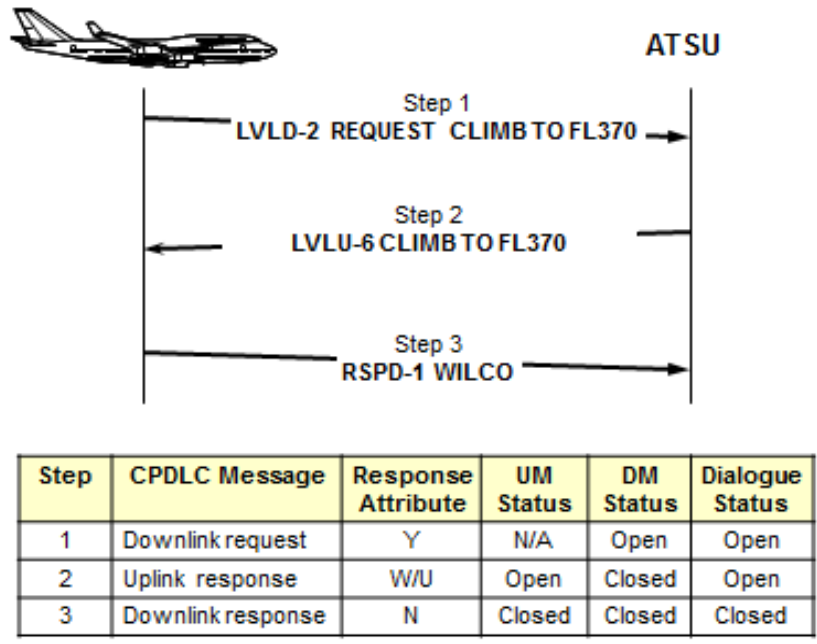 ATSU
Step 1
LVLD-2 REQUEST CLIMB TO FL370
Step 2
LVLU-6 CLIMB TO FL370
Step 3
RSPD-1 WILCO
Step CPDLC Message Response Attribute UM Status DM Status Dialogue Status
1 Downlink request Y N/A Open Open
2 Uplink response W/U Open Closed Open
3 Downlink response N Closed Closed Closed